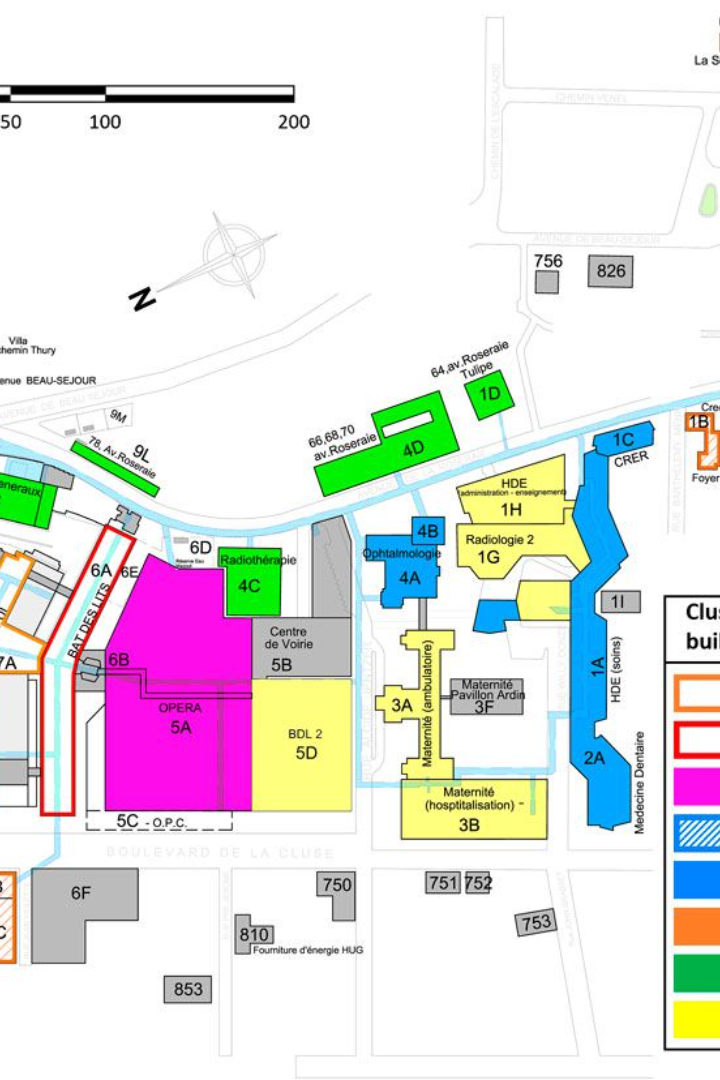 La S
50
100
200
CHEMIN DE L'ESCALADE
CHEMIN VENEL
AVENUE DE BEAU-SEJOUR
756
826
N
Villa
chemin Thury
enue BEAU-SEJOUR
AVENUE DE BEAU-SEJOUR
9M
9L
78, Av.Roseraie
64,av.Roseraie
Tulipe
1D
66,68,70
av.Roseraie
4D
Cre
1B
Foyer
1C
CRER
eneraux
HDE
(administration - enseignement)
1H
Radiologie 2
1G
4B
Ophtalmologie
4A
6D
Radiothérapie
4C
6A
6E
BAT DES LITS
1I
Centre
de Voirie
5B
6B
7A
OPERA
5A
BDL 2
5D
3A
Maternité (ambulatoire)
Maternité
Pavillon Ardin
3F
1A
HDE (soins)
2A
Medecine Dentaire
Maternité
(hosptitalisation)
3B
5C - O.P.C.
BOULEVARD DE LA CLUSE
6F
750
751
752
753
810
Fourniture d'énergie HUG
853
C
Clus
buil